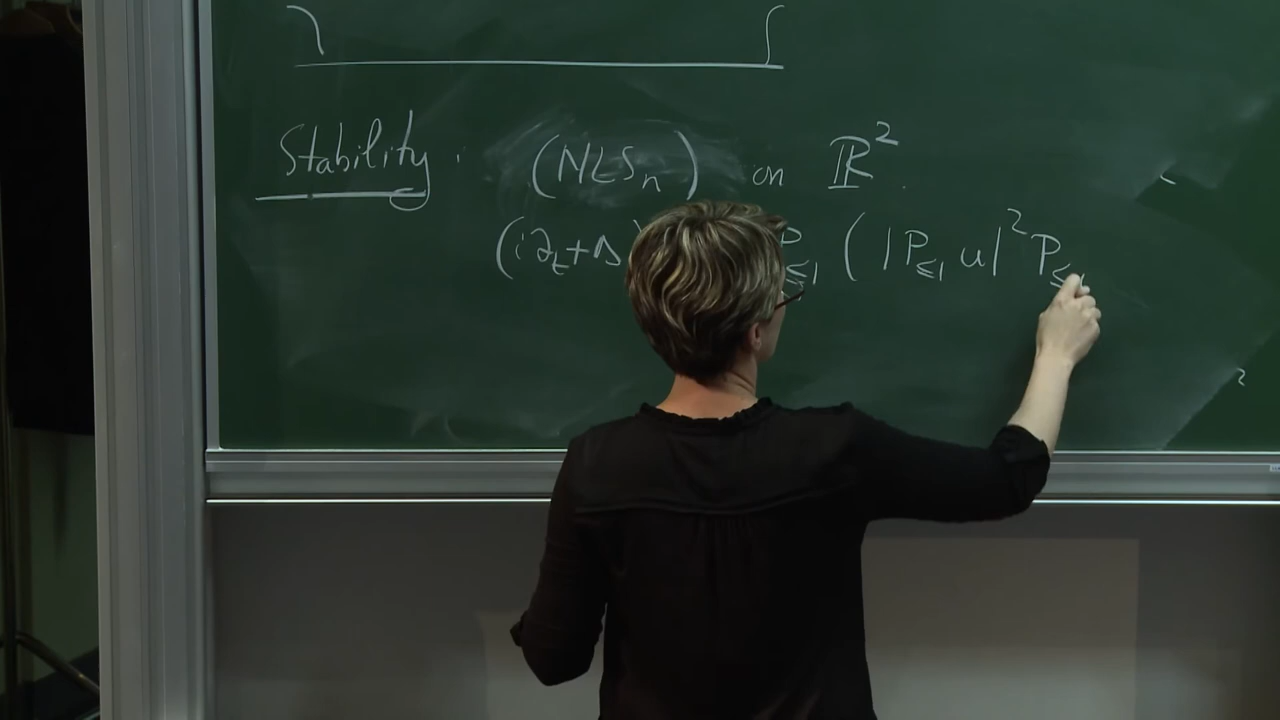 Stability : (NLS_n) on ℝ².
(i∂_t+Δ) P_≤1 ( |P_≤1 u|² P_≤